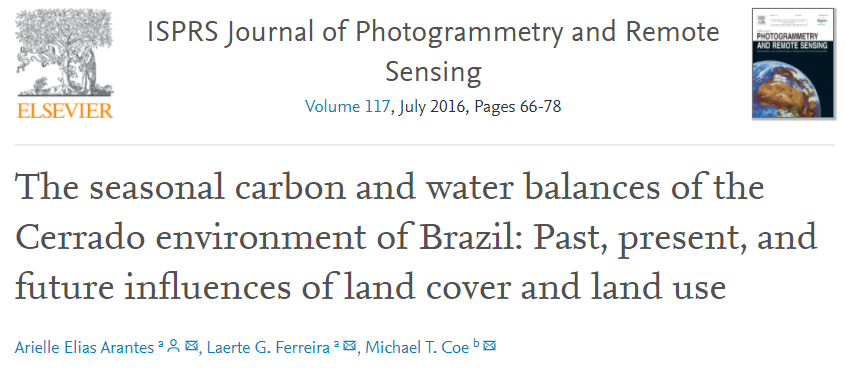 ELSEVIER
ISPRS Journal of Photogrammetry and Remote
Sensing
Volume 117, July 2016, Pages 66-78
PHOTOGRAMMETRY
AND REMOTE SENSING
The seasonal carbon and water balances of the
Cerrado environment of Brazil: Past, present, and
future influences of land cover and land use
Arielle Elias Arantes a, Laerte G. Ferreira a, Michael T. Coe b